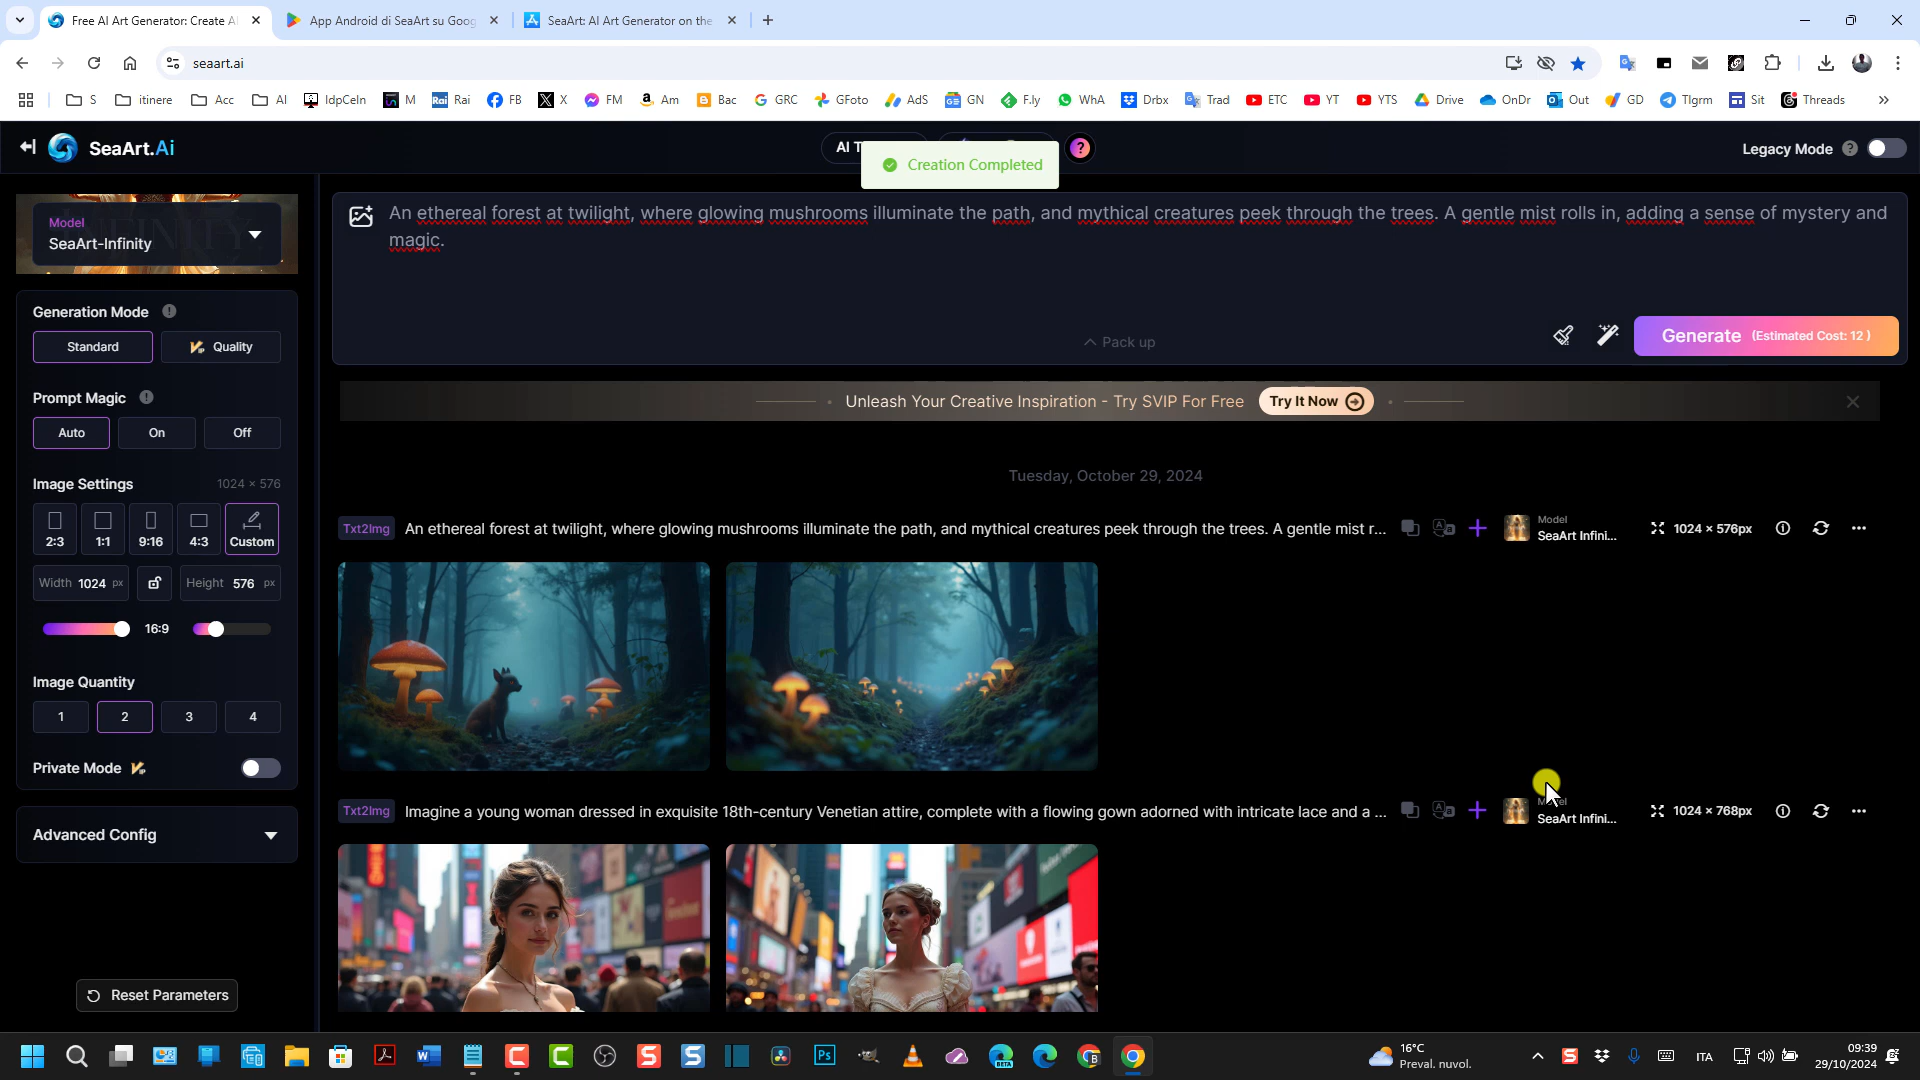 Free AI Art Generator: Create A
App Android di SeaArt su Goog
SeaArt: AI Art Generator on the
seaart.ai
S
itinere
Acc
AI
IdpCeIn
M
Rai
FB
X
FM
Am
Bac
GRC
GFoto
AdS
GN
F.ly
WhA
Drbx
Trad
ETC
YT
YTS
Drive
OnDr
Out
GD
Tlgrm
Sit
Threads
SeaArt.Ai
AI T
Creation Completed
Legacy Mode
Model
SeaArt-Infinity
An ethereal forest at twilight, where glowing mushrooms illuminate the path, and mythical creatures peek through the trees. A gentle mist rolls in, adding a sense of mystery and
magic.
Pack up
Generate (Estimated Cost: 12 )
Generation Mode
Standard
Quality
Prompt Magic
Auto
On
Off
Image Settings
1024 × 576
2:3
1:1
9:16
4:3
Custom
Width 1024 px
Height 576 px
16:9
Image Quantity
1
2
3
4
Private Mode
Advanced Config
Reset Parameters
Unleash Your Creative Inspiration - Try SVIP For Free
Try It Now
Tuesday, October 29, 2024
Txt2Img
An ethereal forest at twilight, where glowing mushrooms illuminate the path, and mythical creatures peek through the trees. A gentle mist r...
Model
SeaArt Infini...
1024 × 576px
Txt2Img
Imagine a young woman dressed in exquisite 18th-century Venetian attire, complete with a flowing gown adorned with intricate lace and a ...
SeaArt Infini...
1024 × 768px
16°C
Preval. nuvol.
ITA
09:39
29/10/2024